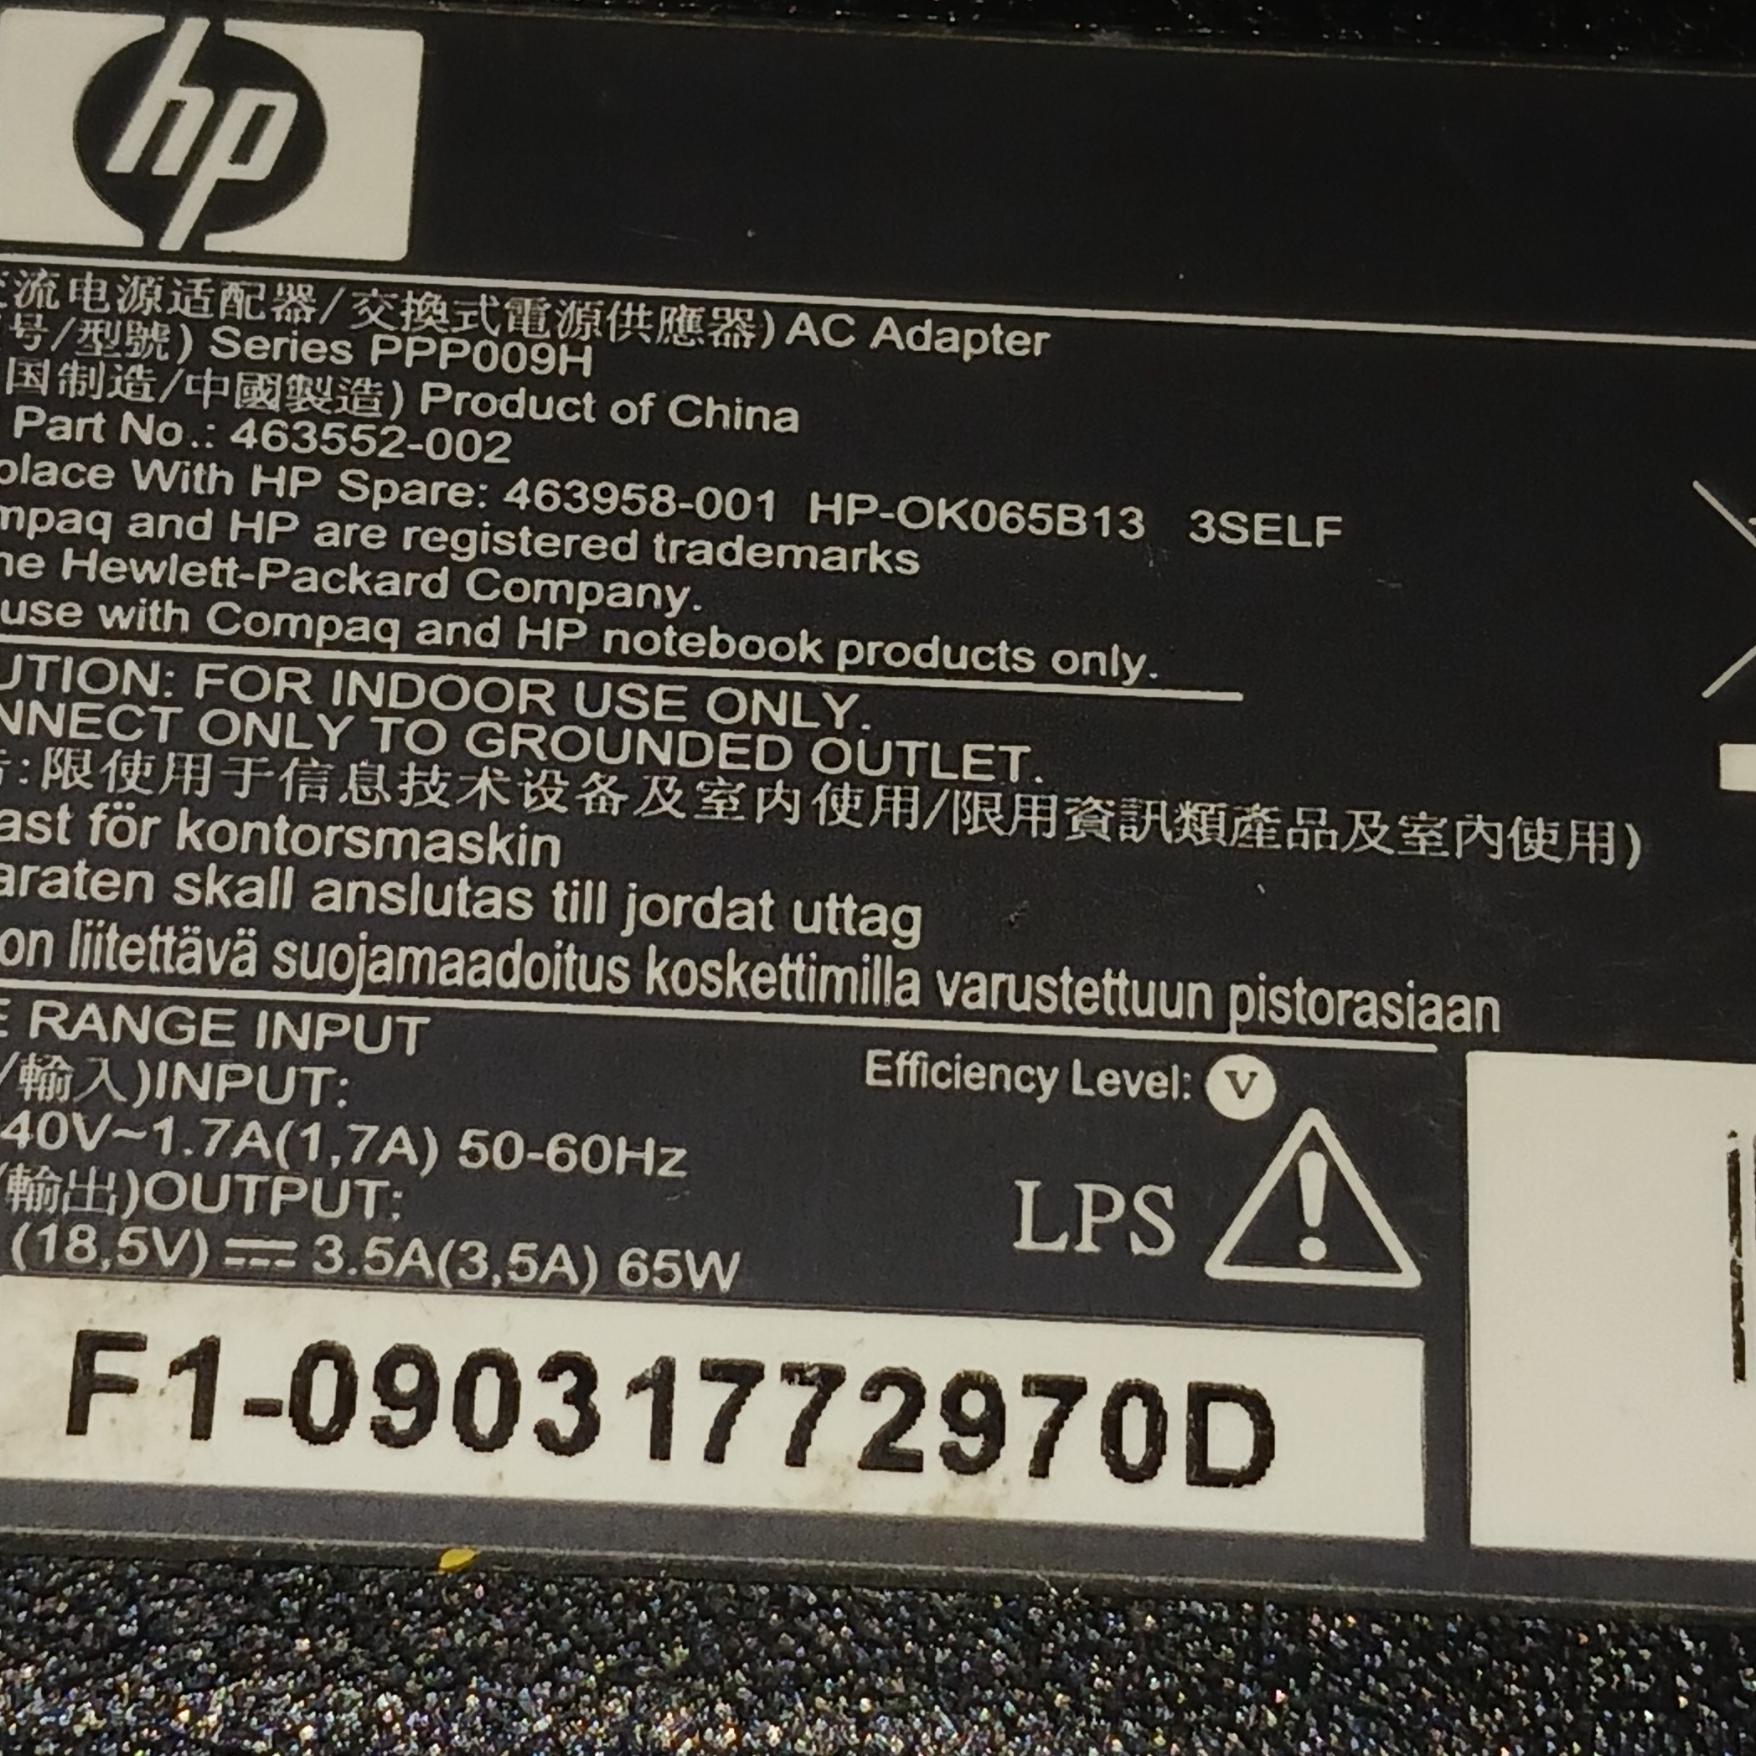 hp
流电源适配器/交換式電源供應器) AC Adapter
号/型號) Series PPP009H
国制造/中國製造) Product of China
Part No.: 463552-002
place With HP Spare: 463958-001 HP-OK065B13 3SELF
mpaq and HP are registered trademarks
he Hewlett-Packard Company.
use with Compaq and HP notebook products only.
UTION: FOR INDOOR USE ONLY.
NNECT ONLY TO GROUNDED OUTLET.
:限使用于信息技术设备及室内使用/限用資訊類產品及室內使用)
ast för kontorsmaskin
araten skall anslutas till jordat uttag
on liitettävä suojamaadoitus koskettimilla varustettuun pistorasiaan
E RANGE INPUT
/輸入)INPUT:
40V~1.7A(1,7A) 50-60Hz
/輸出)OUTPUT:
(18,5V) ⎓ 3.5A(3,5A) 65W
Efficiency Level: V
LPS
F1-09031772970D